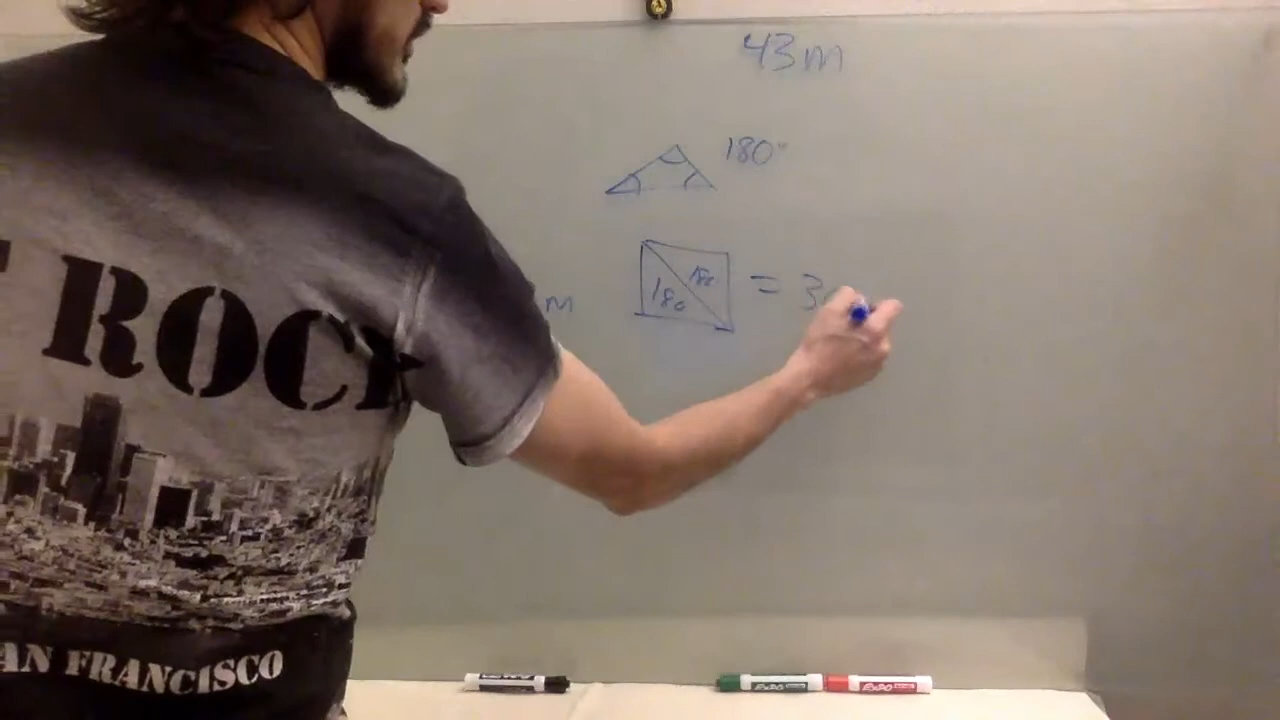 43m
180°
180 180 = 3
m
ROCK
AN FRANCISCO
EXPO
EXPO